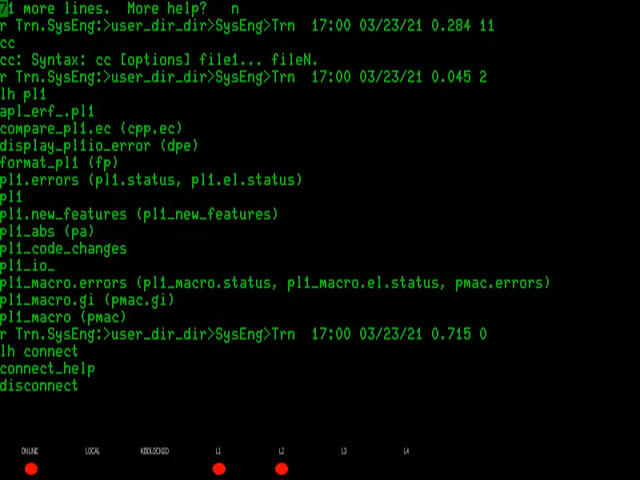 71 more lines.  More help?   n
r Trn.SysEng:>user_dir_dir>SysEng>Trn  17:00 03/23/21 0.284 11
cc
cc: Syntax: cc [options] file1... fileN.
r Trn.SysEng:>user_dir_dir>SysEng>Trn  17:00 03/23/21 0.045 2
lh pl1
apl_erf_.pl1
compare_pl1.ec (cpp.ec)
display_pl1io_error (dpe)
format_pl1 (fp)
pl1.errors (pl1.status, pl1.el.status)
pl1
pl1.new_features (pl1_new_features)
pl1_abs (pa)
pl1_code_changes
pl1_io_
pl1_macro.errors (pl1_macro.status, pl1_macro.el.status, pmac.errors)
pl1_macro.gi (pmac.gi)
pl1_macro (pmac)
r Trn.SysEng:>user_dir_dir>SysEng>Trn  17:00 03/23/21 0.715 0
lh connect
connect_help
disconnect
ONLINE LOCAL KBDLOCKED L1 L2 L3 L4